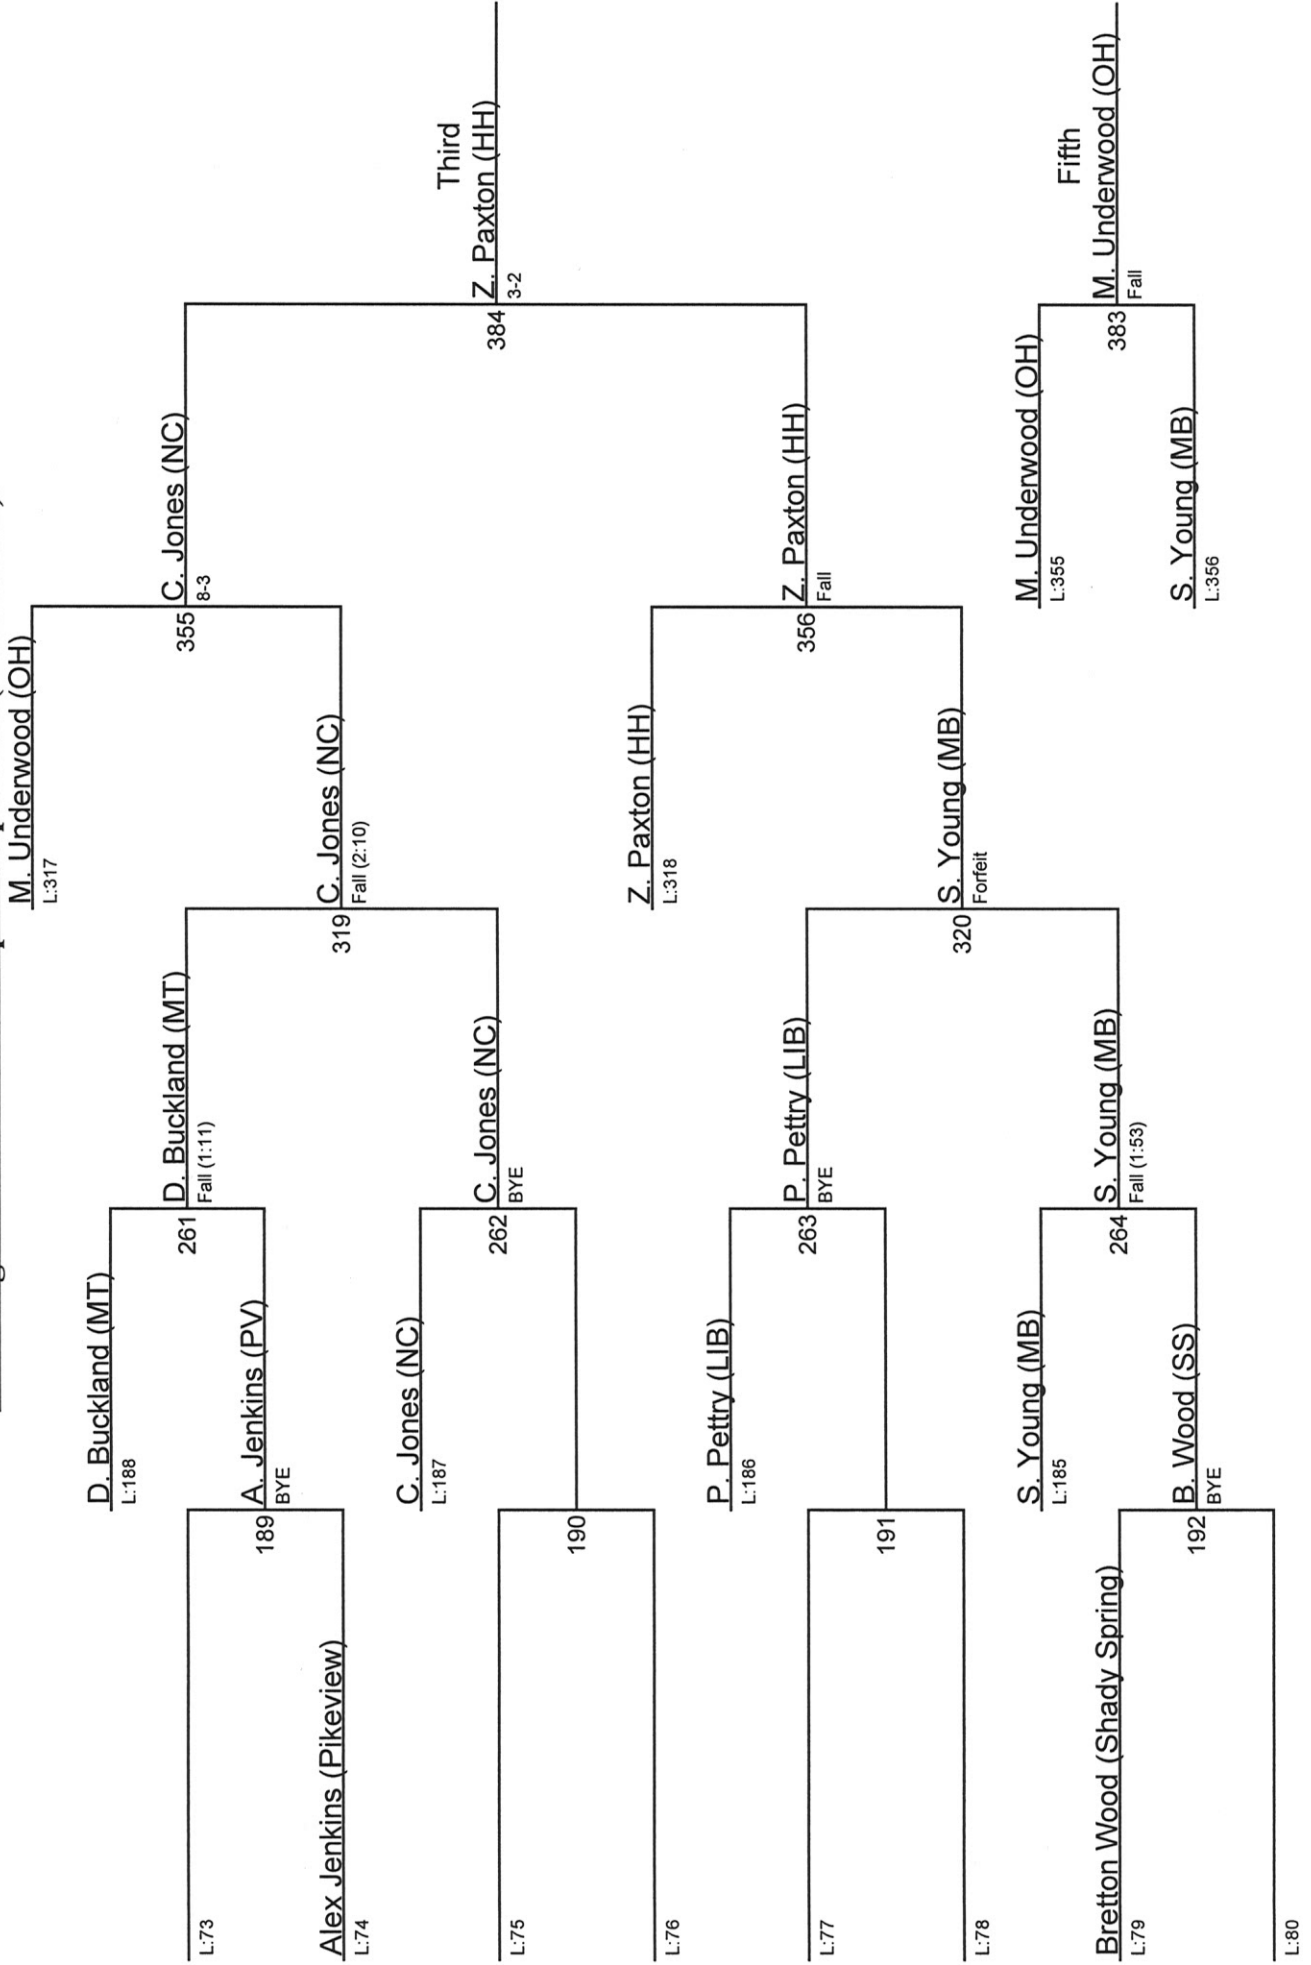 L:73
Alex Jenkins (Pikeview)
L:74
189
L:75
L:76
190
L:77
L:78
191
Bretton Wood (Shady Spring)
L:79
L:80
192
D. Buckland (MT)
L:188
A. Jenkins (PV)
BYE
261
C. Jones (NC)
L:187
262
P. Pettry (LIB)
L:186
263
S. Young (MB)
L:185
B. Wood (SS)
BYE
264
D. Buckland (MT)
Fall (1:11)
C. Jones (NC)
BYE
319
P. Pettry (LIB)
BYE
S. Young (MB)
Fall (1:53)
320
M. Underwood (OH)
L:317
C. Jones (NC)
Fall (2:10)
355
Z. Paxton (HH)
L:318
S. Young (MB)
Forfeit
356
C. Jones (NC)
8-3
Z. Paxton (HH)
Fall
384
M. Underwood (OH)
L:355
S. Young (MB)
L:356
383
Third
Z. Paxton (HH)
3-2
Fifth
M. Underwood (OH)
Fall